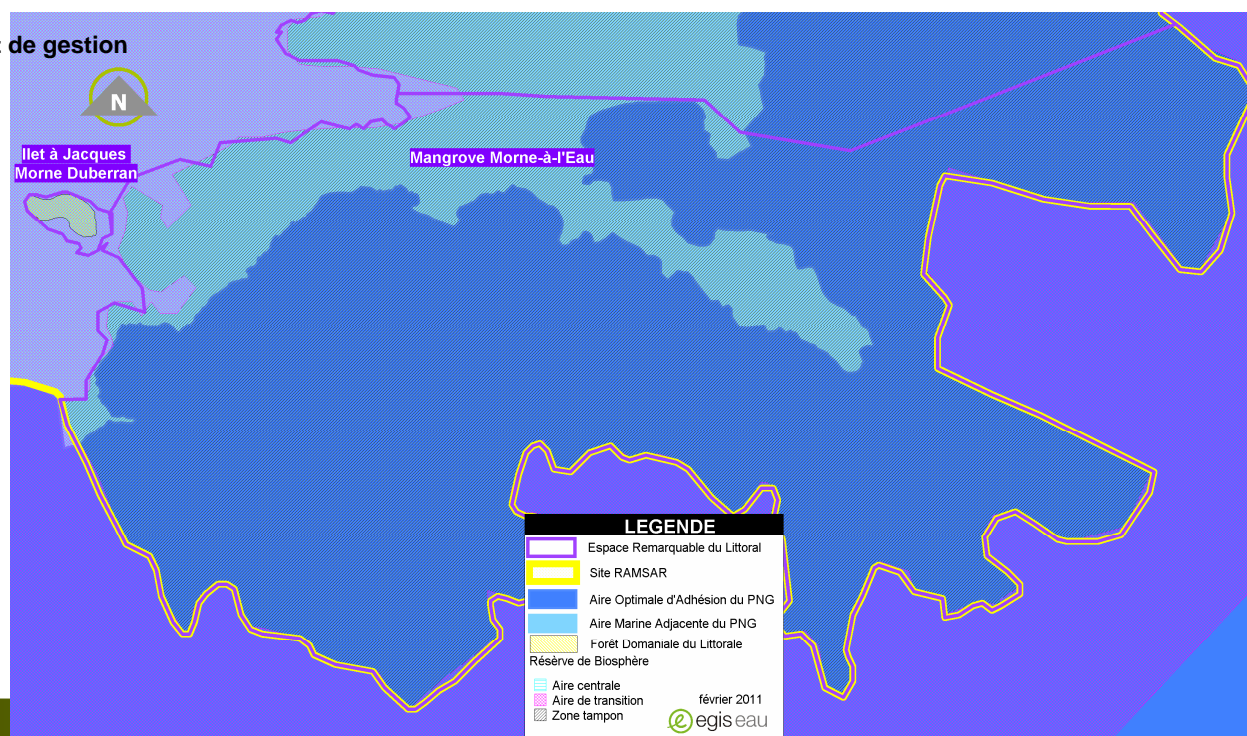 de gestion
N
Ilet à Jacques
Morne Duberran
Mangrove Morne-à-l'Eau
LEGENDE
Espace Remarquable du Littoral
Site RAMSAR
Aire Optimale d'Adhésion du PNG
Aire Marine Adjacente du PNG
Forêt Domaniale du Littorale
Résèrve de Biosphère
Aire centrale
Aire de transition
Zone tampon
février 2011
egis eau